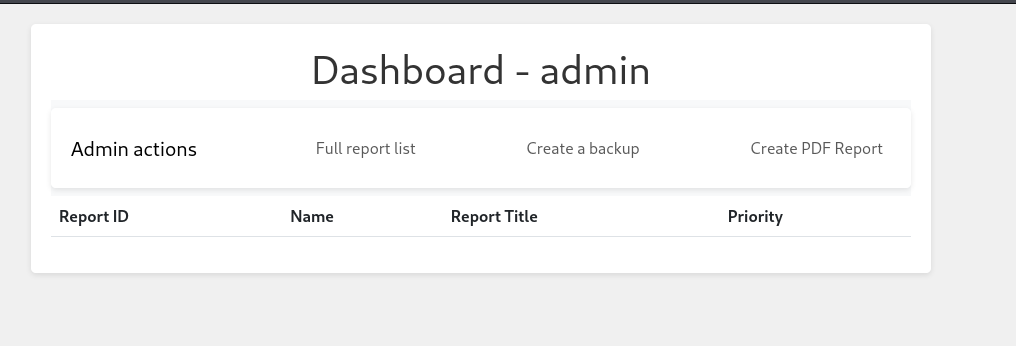 Dashboard - admin
Admin actions Full report list Create a backup Create PDF Report
Report ID Name Report Title Priority